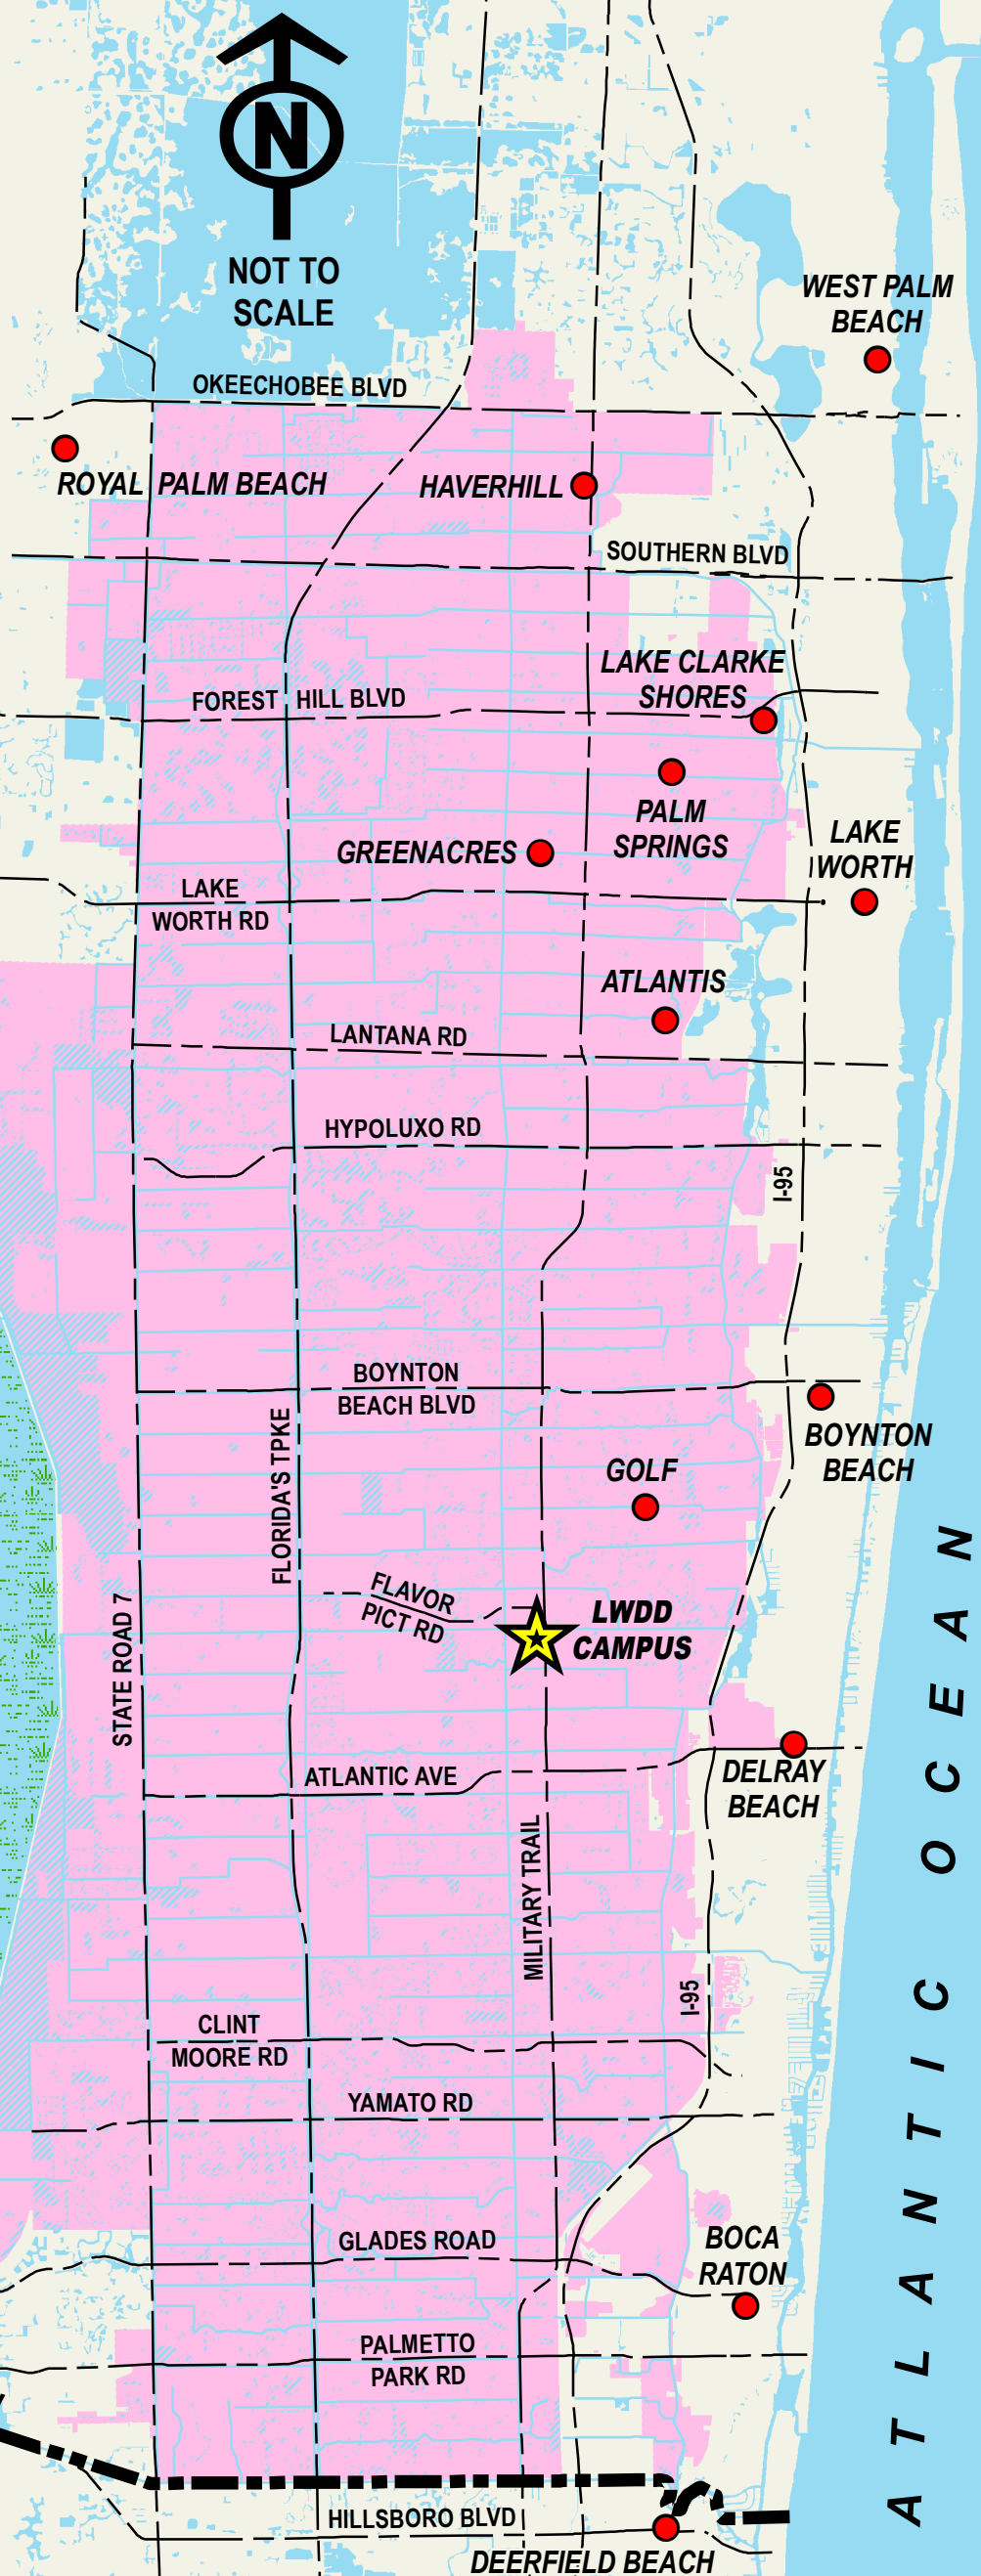 N
NOT TO
SCALE
WEST PALM
BEACH
OKEECHOBEE BLVD
ROYAL PALM BEACH
HAVERHILL
SOUTHERN BLVD
LAKE CLARKE
SHORES
FOREST HILL BLVD
PALM
SPRINGS
LAKE
WORTH
GREENACRES
LAKE
WORTH RD
ATLANTIS
LANTANA RD
HYPOLUXO RD
I-95
BOYNTON
BEACH BLVD
FLORIDA'S TPKE
BOYNTON
BEACH
GOLF
FLAVOR
PICT RD
LWDD
CAMPUS
STATE ROAD 7
DELRAY
BEACH
ATLANTIC AVE
MILITARY TRAIL
ATLANTIC OCEAN
I-95
CLINT
MOORE RD
YAMATO RD
GLADES ROAD
BOCA
RATON
PALMETTO
PARK RD
HILLSBORO BLVD
DEERFIELD BEACH